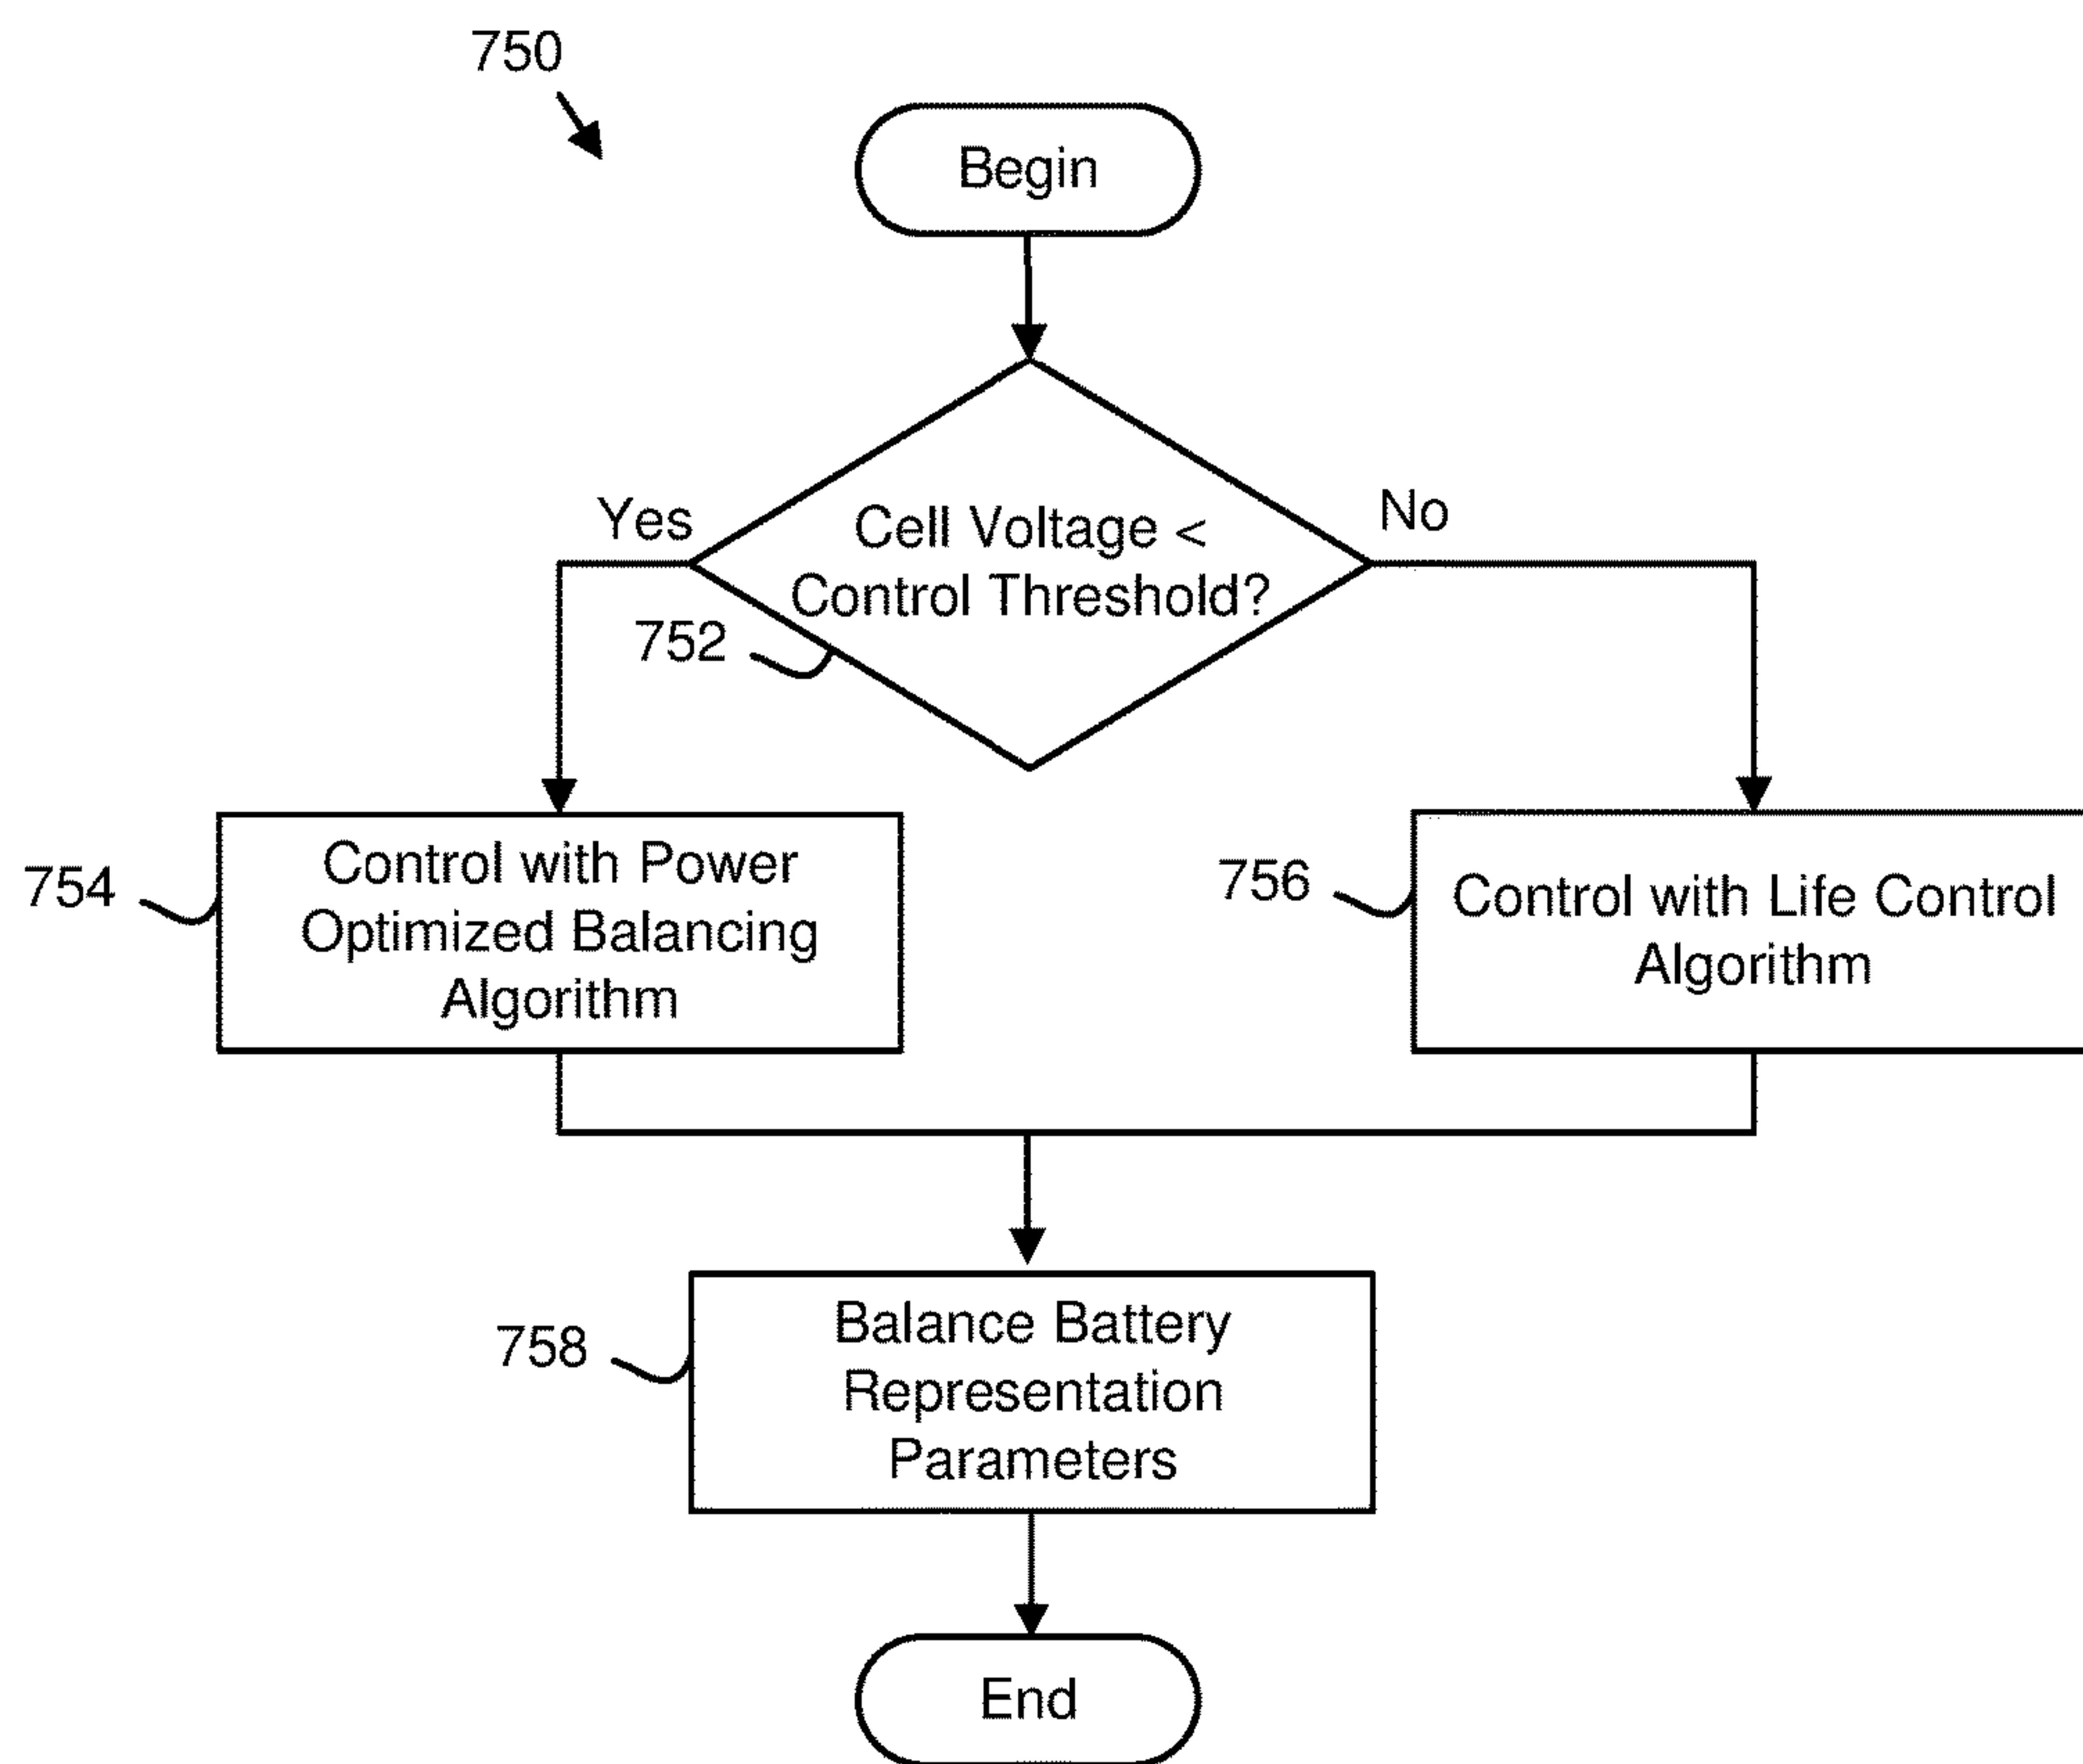 750
Begin
Yes
No
Cell Voltage <
Control Threshold?
752
754
Control with Power
Optimized Balancing
Algorithm
756
Control with Life Control
Algorithm
758
Balance Battery
Representation
Parameters
End